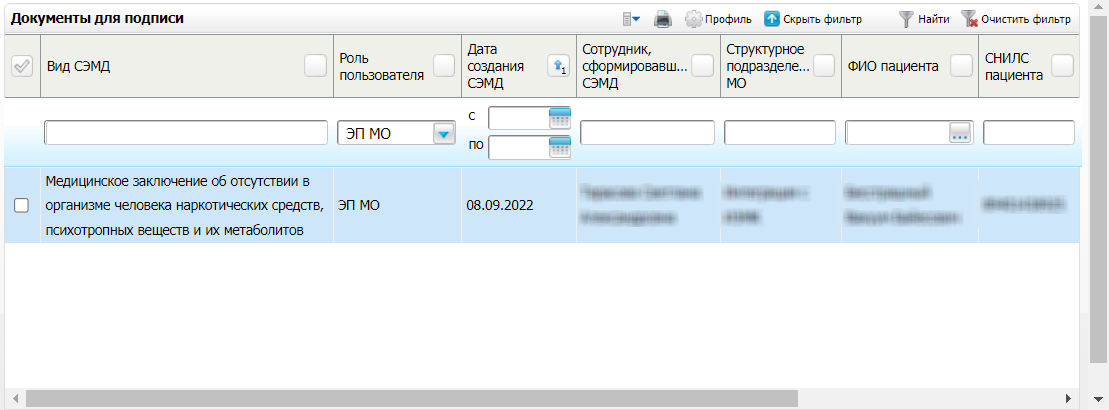 Документы для подписи
Профиль
Скрыть фильтр
Найти
Очистить фильтр
Вид СЭМД
Роль
пользователя
Дата
создания
СЭМД
1
Сотрудник,
сформировавш...
СЭМД
Структурное
подразделе...
МО
ФИО пациента
СНИЛС
пациента
ЭП МО
с
по
...
Медицинское заключение об отсутствии в
организме человека наркотических средств,
психотропных веществ и их метаболитов
ЭП МО
08.09.2022